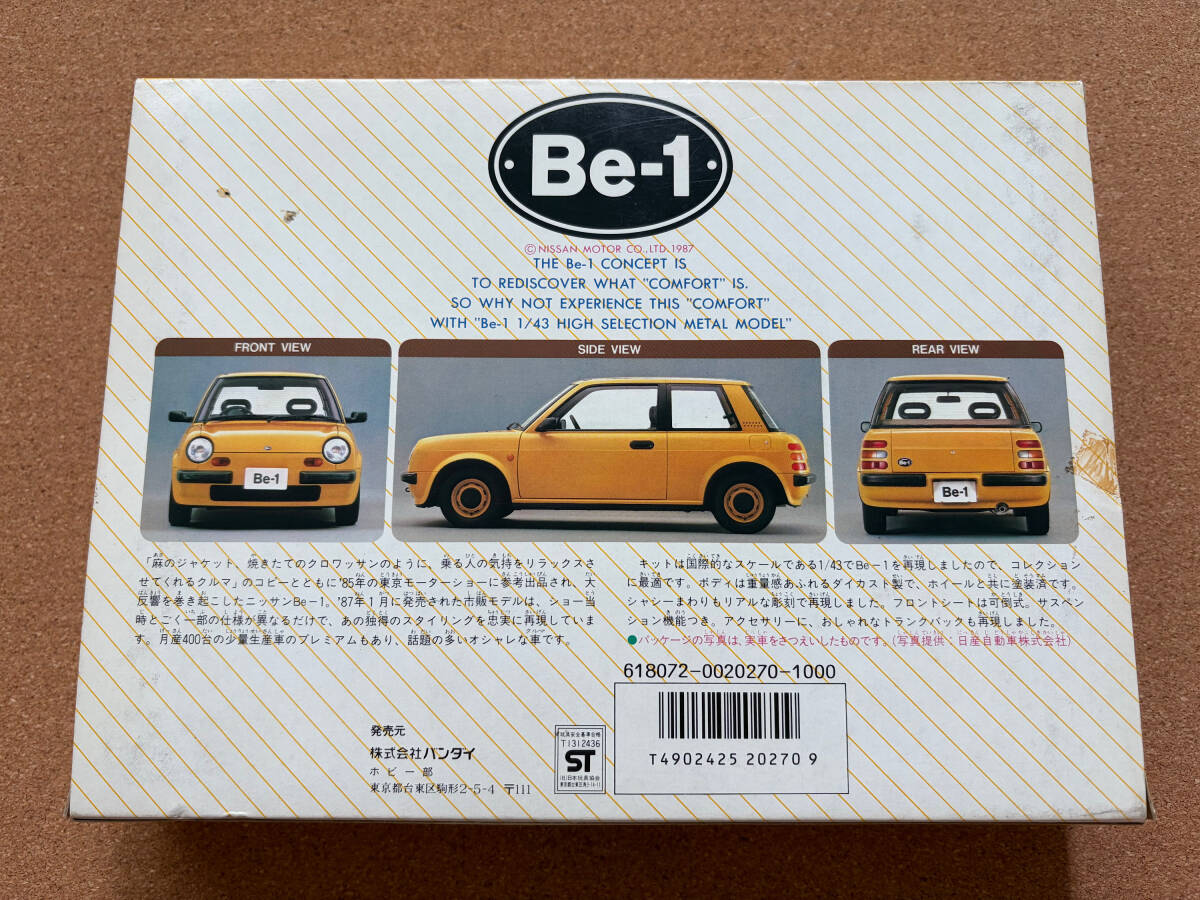 Be-1
©NISSAN MOTOR CO.,LTD.1987
THE Be-1 CONCEPT IS
TO REDISCOVER WHAT "COMFORT" IS.
SO WHY NOT EXPERIENCE THIS "COMFORT"
WITH "Be-1 1/43 HIGH SELECTION METAL MODEL"
FRONT VIEW
Be-1
SIDE VIEW
REAR VIEW
Be-1
Be-1
「麻のジャケット、焼きたてのクロワッサンのように、乗る人の気持をリラックスさ
せてくれるクルマ」のコピーとともに'85年の東京モーターショーに参考出品され、大
反響を巻き起こしたニッサンBe-1。'87年1月に発売された市販モデルは、ショー当
時とごく一部の仕様が異なるだけで、あの独得のスタイリングを忠実に再現していま
す。月産400台の少量生産車のプレミアムもあり、話題の多いオシャレな車です。
キットは国際的なスケールである1/43でBe-1を再現しましたので、コレクション
に最適です。ボディは重量感あふれるダイカスト製で、ホイールと共に塗装済です。
シャシーまわりもリアルな彫刻で再現しました。フロントシートは可倒式。サスペン
ション機能つき。アクセサリーに、おしゃれなトランクバックも再現しました。
●パッケージの写真は、実車をさつえいしたものです。(写真提供：日産自動車株式会社)
618072-0020270-1000
T4902425 20270 9
発売元
株式会社バンダイ
ホビー部
東京都台東区駒形2-5-4 〒111
玩具安全基準合格
T1312436
ST
(社)日本玩具協会